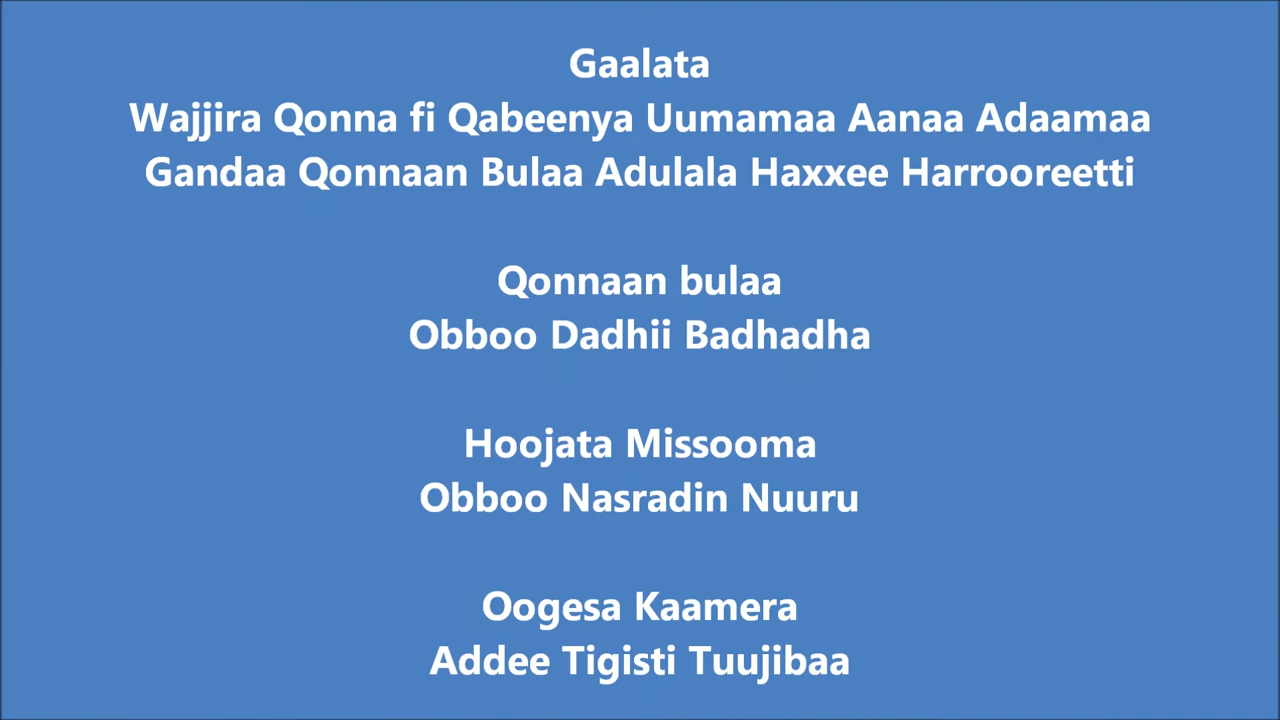 Gaalata
Wajjira Qonna fi Qabeenya Uumamaa Aanaa Adaamaa
Gandaa Qonnaan Bulaa Adulala Haxxee Harrooreetti
Qonnaan bulaa
Obboo Dadhii Badhadha
Hoojata Missooma
Obboo Nasradin Nuuru
Oogesa Kaamera
Addee Tigisti Tuujibaa